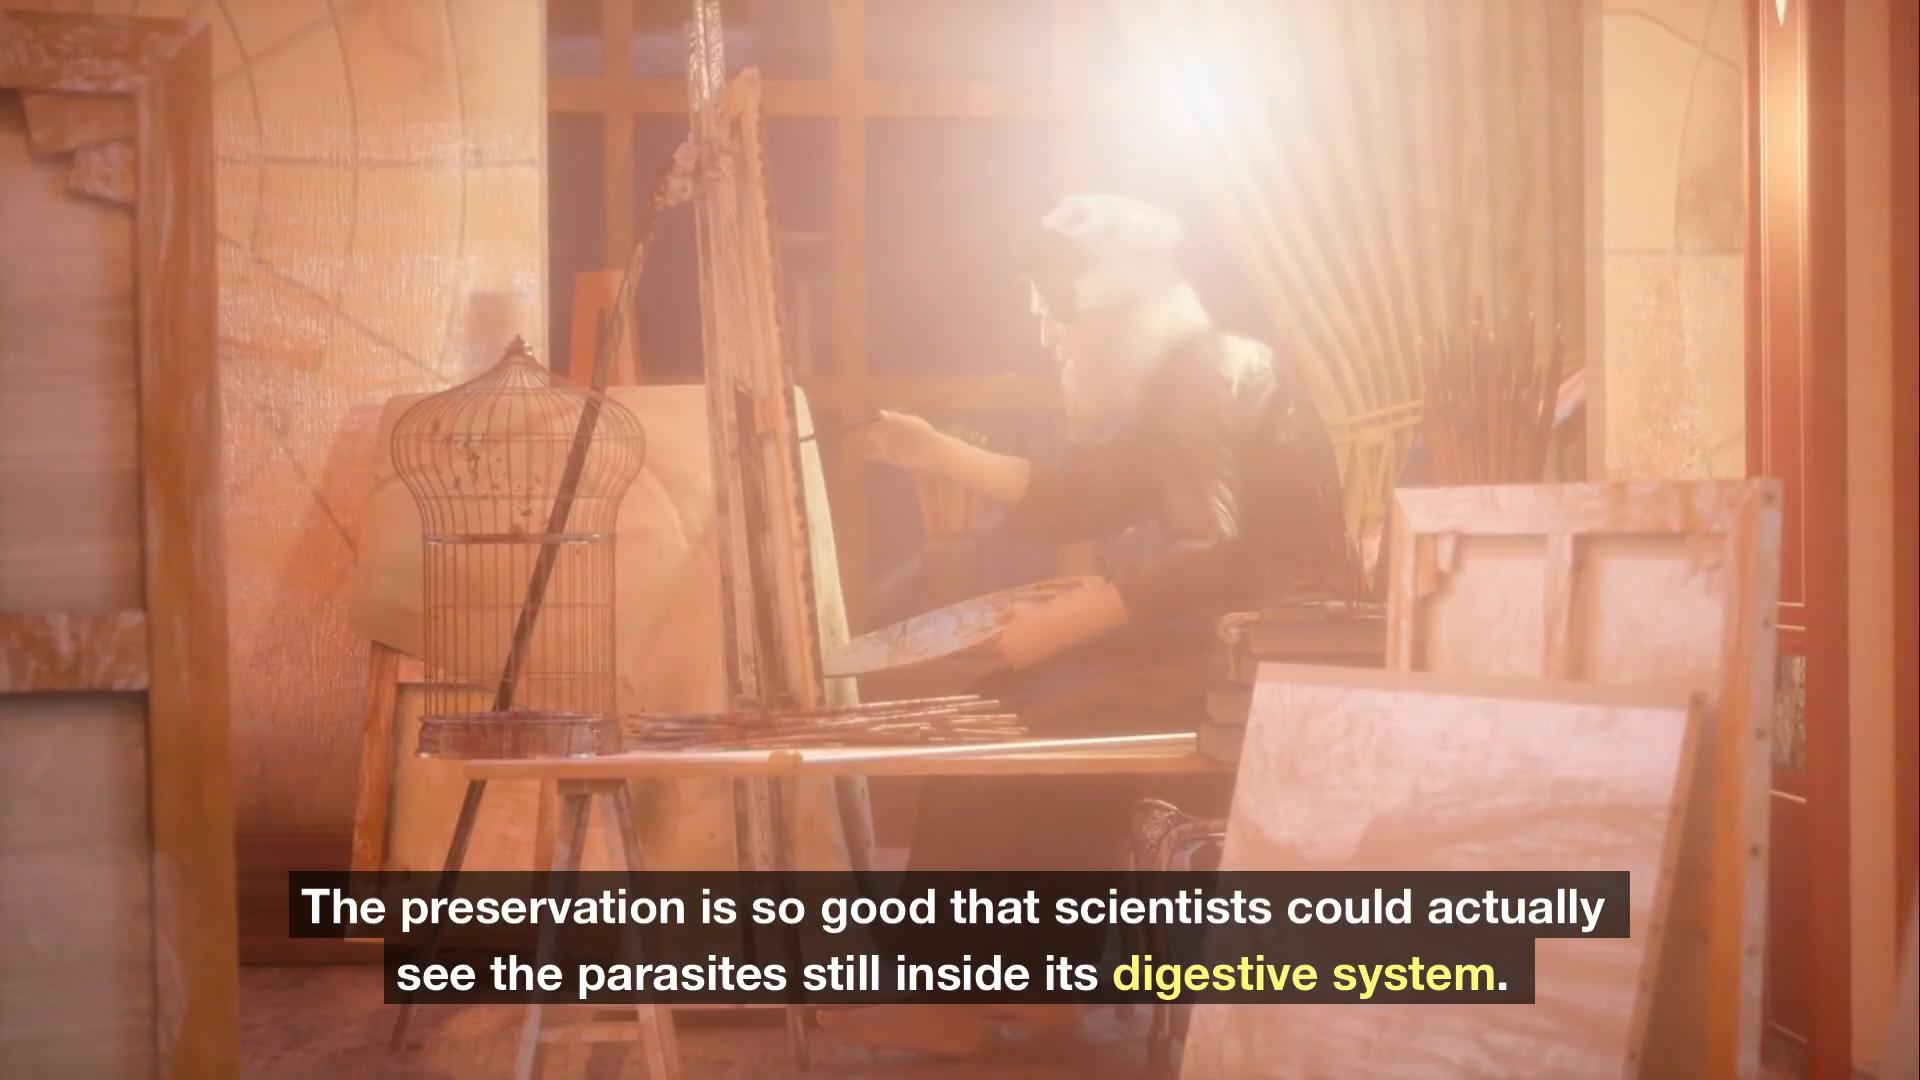 The preservation is so good that scientists could actually
see the parasites still inside its digestive system.